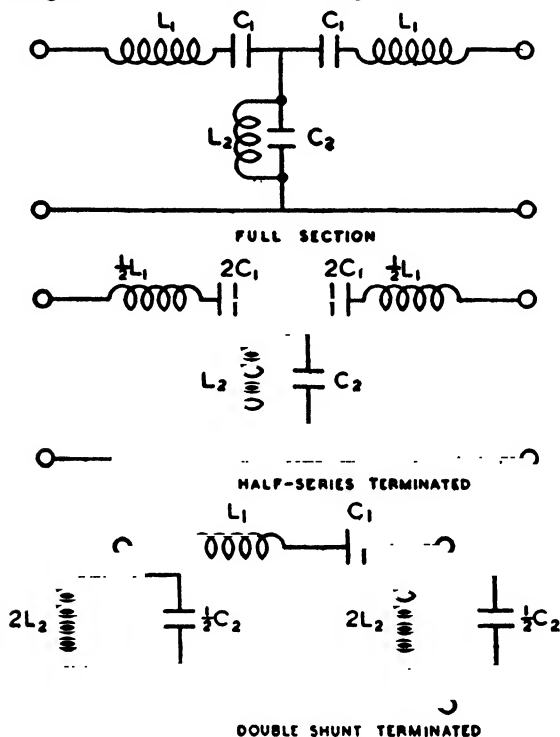 L₁ C₁ C₁ L₁
L₂ C₂
FULL SECTION
½L₁ 2C₁ 2C₁ ½L₁
L₂ C₂
HALF-SERIES TERMINATED
L₁ C₁
2L₂ ½C₂ 2L₂ ½C₂
DOUBLE SHUNT TERMINATED